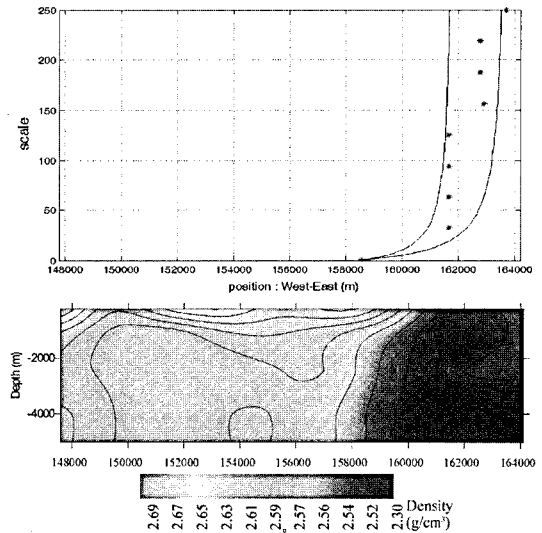 250
200
150
100
50
0
scale
148000 150000 152000 154000 156000 158000 160000 162000 164000
position : West-East (m)
Depth (m)
-2000
-4000
148000 150000 152000 154000 156000 158000 160000 162000 164000
2.69 2.67 2.65 2.63 2.61 2.59 2.57 2.56 2.54 2.52 2.30
Density
(g/cm³)